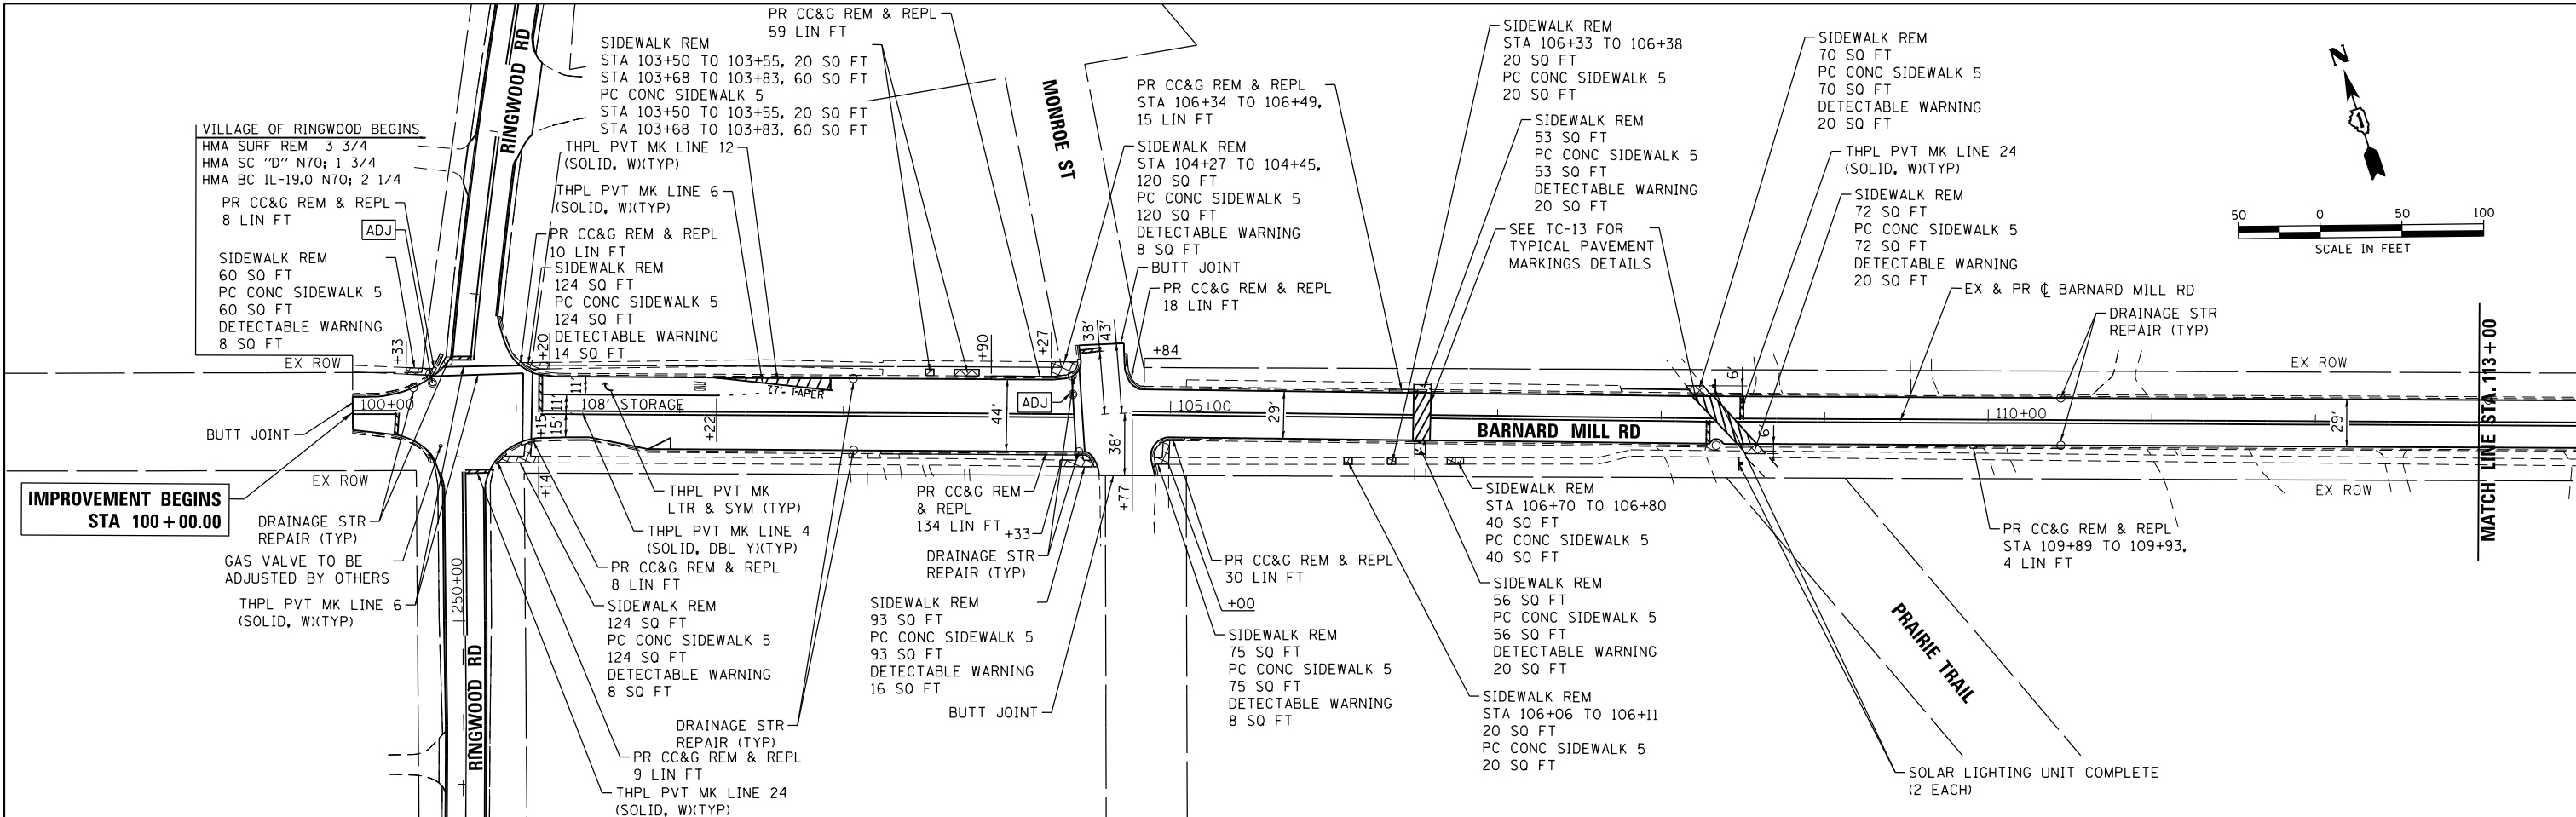 PR CC&G REM & REPL
59 LIN FT
SIDEWALK REM
STA 103+50 TO 103+55, 20 SQ FT
STA 103+68 TO 103+83, 60 SQ FT
PC CONC SIDEWALK 5
STA 103+50 TO 103+55, 20 SQ FT
STA 103+68 TO 103+83, 60 SQ FT
RINGWOOD RD
MONROE ST
VILLAGE OF RINGWOOD BEGINS
HMA SURF REM 3 3/4
HMA SC "D" N70; 1 3/4
HMA BC IL-19.0 N70; 2 1/4
PR CC&G REM & REPL
8 LIN FT
ADJ
SIDEWALK REM
60 SQ FT
PC CONC SIDEWALK 5
60 SQ FT
DETECTABLE WARNING
8 SQ FT
THPL PVT MK LINE 12
(SOLID, W)(TYP)
THPL PVT MK LINE 6
(SOLID, W)(TYP)
PR CC&G REM & REPL
10 LIN FT
SIDEWALK REM
124 SQ FT
PC CONC SIDEWALK 5
124 SQ FT
DETECTABLE WARNING
14 SQ FT
PR CC&G REM & REPL
STA 106+34 TO 106+49,
15 LIN FT
SIDEWALK REM
STA 104+27 TO 104+45,
120 SQ FT
PC CONC SIDEWALK 5
120 SQ FT
DETECTABLE WARNING
8 SQ FT
BUTT JOINT
PR CC&G REM & REPL
18 LIN FT
SIDEWALK REM
STA 106+33 TO 106+38
20 SQ FT
PC CONC SIDEWALK 5
20 SQ FT
SIDEWALK REM
53 SQ FT
PC CONC SIDEWALK 5
53 SQ FT
DETECTABLE WARNING
20 SQ FT
SEE TC-13 FOR
TYPICAL PAVEMENT
MARKINGS DETAILS
SIDEWALK REM
70 SQ FT
PC CONC SIDEWALK 5
70 SQ FT
DETECTABLE WARNING
20 SQ FT
THPL PVT MK LINE 24
(SOLID, W)(TYP)
SIDEWALK REM
72 SQ FT
PC CONC SIDEWALK 5
72 SQ FT
DETECTABLE WARNING
20 SQ FT
EX & PR ℄ BARNARD MILL RD
DRAINAGE STR
REPAIR (TYP)
N
1
50 0 50 100
SCALE IN FEET
MATCH LINE STA. 113+00
EX ROW
EX ROW
+33
+20
+90
+27
38'
43'
+84
6'
11'
77' TAPER
100+00
11'
108' STORAGE
ADJ
105+00
110+00
+15
15'
+22
44'
29'
BARNARD MILL RD
6'
29'
38'
BUTT JOINT
EX ROW
EX ROW
+14
+77
IMPROVEMENT BEGINS
STA 100+00.00
DRAINAGE STR
REPAIR (TYP)
GAS VALVE TO BE
ADJUSTED BY OTHERS
THPL PVT MK LINE 6
(SOLID, W)(TYP)
250+00
RINGWOOD RD
THPL PVT MK
LTR & SYM (TYP)
THPL PVT MK LINE 4
(SOLID, DBL Y)(TYP)
PR CC&G REM & REPL
8 LIN FT
SIDEWALK REM
124 SQ FT
PC CONC SIDEWALK 5
124 SQ FT
DETECTABLE WARNING
8 SQ FT
DRAINAGE STR
REPAIR (TYP)
PR CC&G REM & REPL
9 LIN FT
THPL PVT MK LINE 24
(SOLID, W)(TYP)
PR CC&G REM
& REPL
134 LIN FT
+33
DRAINAGE STR
REPAIR (TYP)
SIDEWALK REM
93 SQ FT
PC CONC SIDEWALK 5
93 SQ FT
DETECTABLE WARNING
16 SQ FT
BUTT JOINT
PR CC&G REM & REPL
30 LIN FT
+00
SIDEWALK REM
75 SQ FT
PC CONC SIDEWALK 5
75 SQ FT
DETECTABLE WARNING
8 SQ FT
SIDEWALK REM
STA 106+70 TO 106+80
40 SQ FT
PC CONC SIDEWALK 5
40 SQ FT
SIDEWALK REM
56 SQ FT
PC CONC SIDEWALK 5
56 SQ FT
DETECTABLE WARNING
20 SQ FT
SIDEWALK REM
STA 106+06 TO 106+11
20 SQ FT
PC CONC SIDEWALK 5
20 SQ FT
PRAIRIE TRAIL
PR CC&G REM & REPL
STA 109+89 TO 109+93,
4 LIN FT
SOLAR LIGHTING UNIT COMPLETE
(2 EACH)